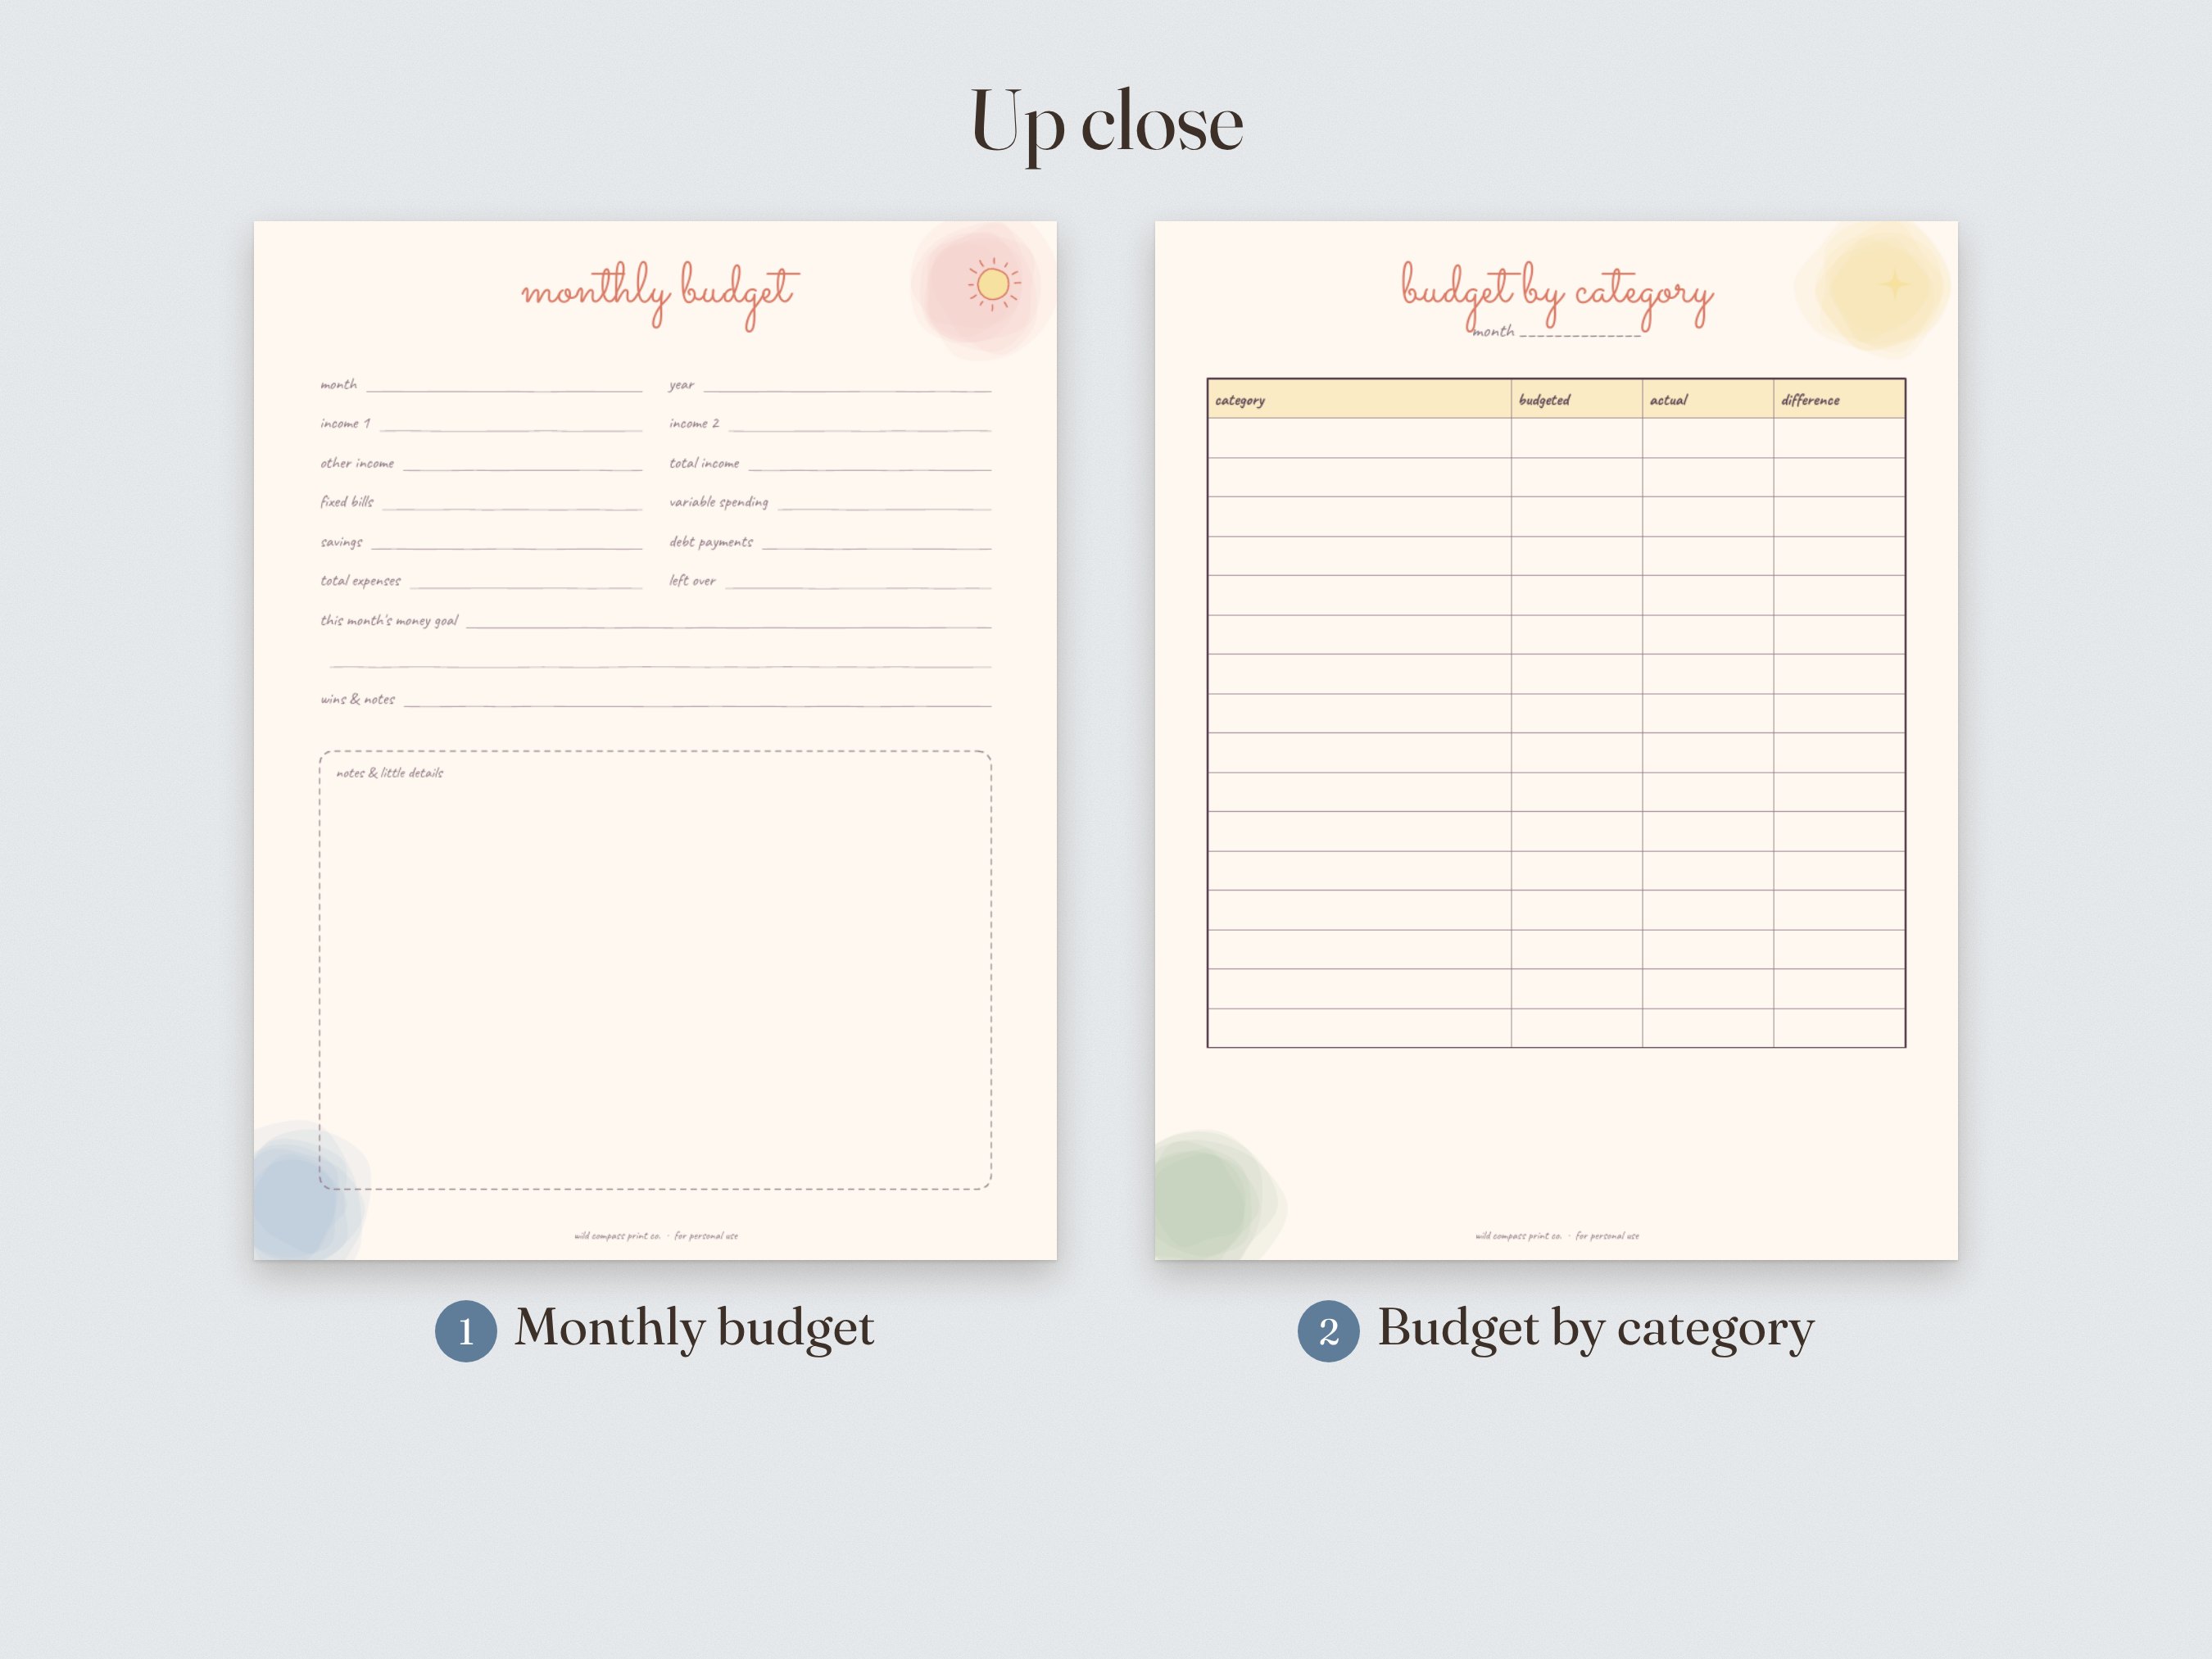 Up close
monthly budget
month
year
income 1
income 2
other income
total income
fixed bills
variable spending
savings
debt payments
total expenses
left over
this month's money goal
wins & notes
notes & little details
wild compass print co. · for personal use
1 Monthly budget
budget by category
month
category budgeted actual difference
wild compass print co. · for personal use
2 Budget by category